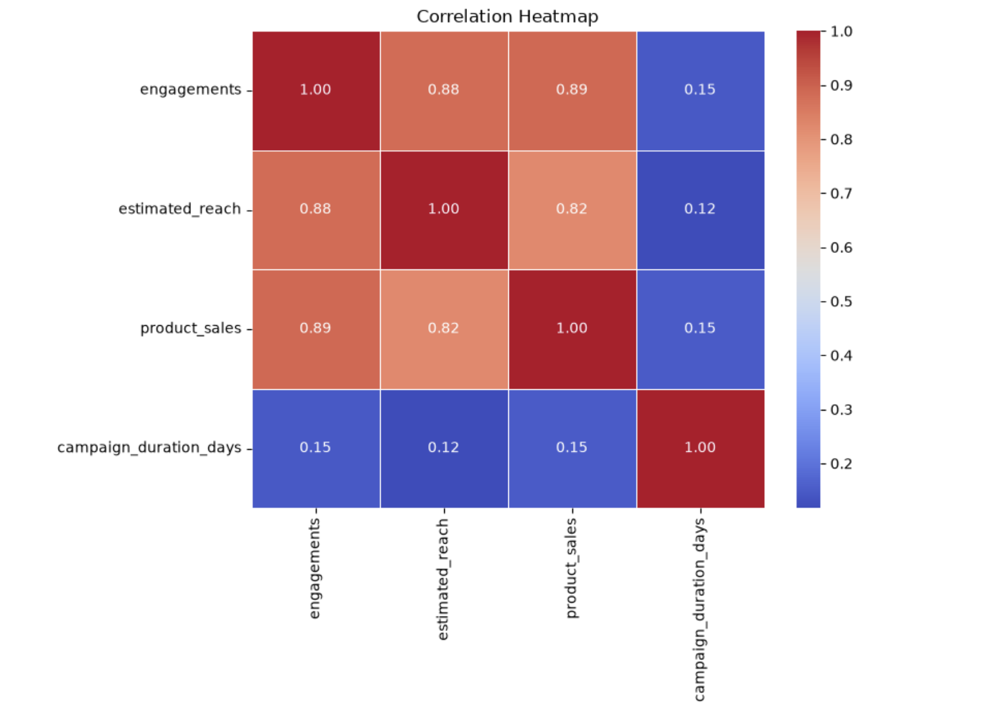 Correlation Heatmap
engagements
1.00 0.88 0.89 0.15
estimated_reach
0.88 1.00 0.82 0.12
product_sales
0.89 0.82 1.00 0.15
campaign_duration_days
0.15 0.12 0.15 1.00
engagements
estimated_reach
product_sales
campaign_duration_days
1.0
0.9
0.8
0.7
0.6
0.5
0.4
0.3
0.2